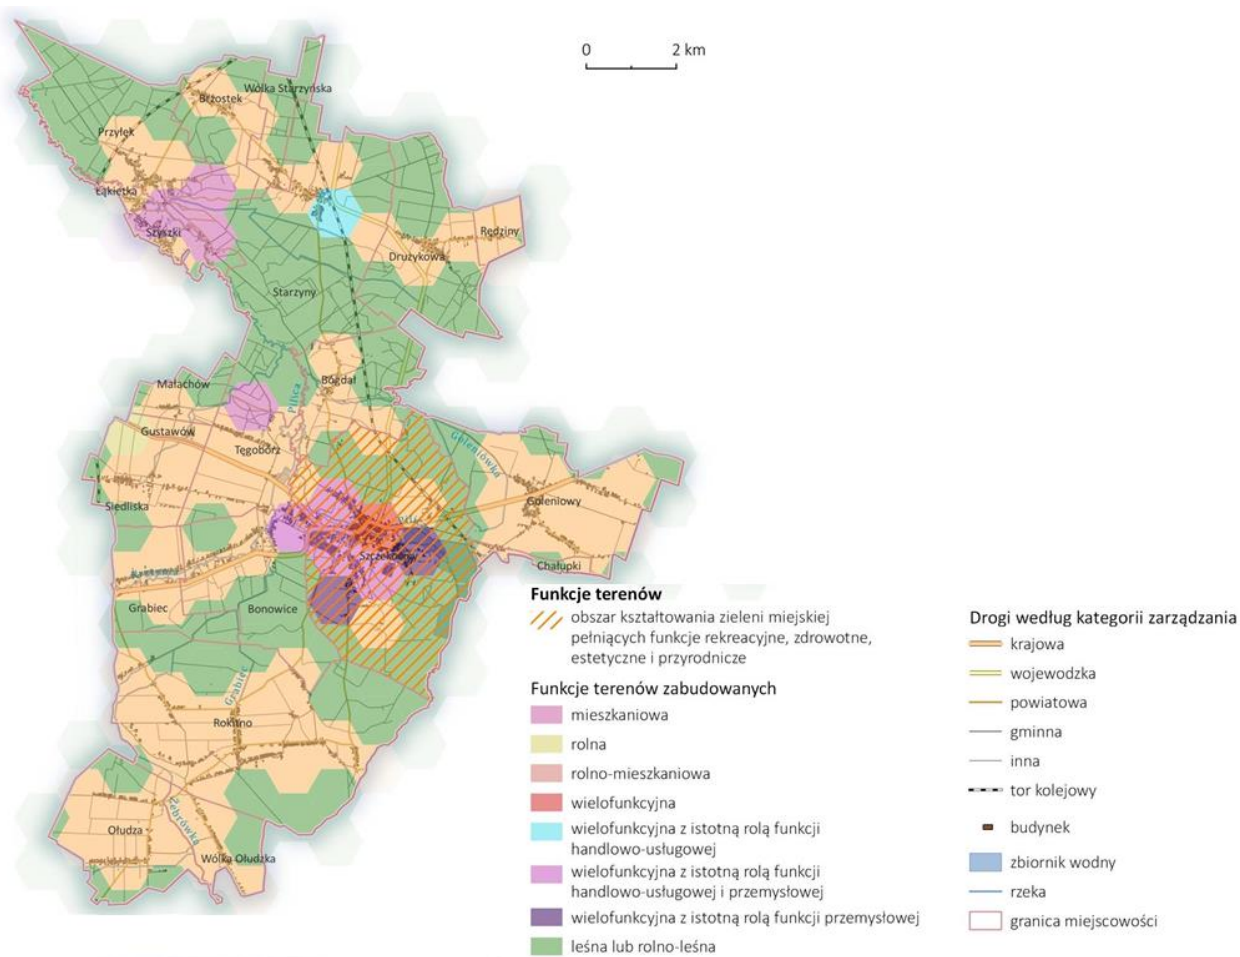 0 2 km
Wólka Starzyńska
Brzostek
Przyłęk
Łąkietka
Szyszki
Rędziny
Drużykowa
Starzyny
Małachów
Bógdał
Pilica
Gustawów
Tęgobórz
Goleniówka
Siedliska
Goleniowy
Szczekociny
Chałupki
Grabiec
Bonowice
Grabiec
Rokitno
Żebrówka
Ołudza
Wólka Ołudzka
Funkcje terenów
obszar kształtowania zieleni miejskiej
pełniących funkcje rekreacyjne, zdrowotne,
estetyczne i przyrodnicze
Funkcje terenów zabudowanych
mieszkaniowa
rolna
rolno-mieszkaniowa
wielofunkcyjna
wielofunkcyjna z istotną rolą funkcji
handlowo-usługowej
wielofunkcyjna z istotną rolą funkcji
handlowo-usługowej i przemysłowej
wielofunkcyjna z istotną rolą funkcji przemysłowej
leśna lub rolno-leśna
Drogi według kategorii zarządzania
krajowa
wojewodzka
powiatowa
gminna
inna
tor kolejowy
budynek
zbiornik wodny
rzeka
granica miejscowości